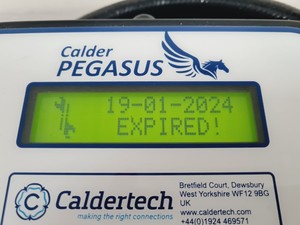 Calder
PEGASUS
19-01-2024
EXPIRED!
Caldertech
making the right connections
Bretfield Court, Dewsbury
West Yorkshire WF12 9BG
UK
www.caldertech.com
+44(0)1924 469571